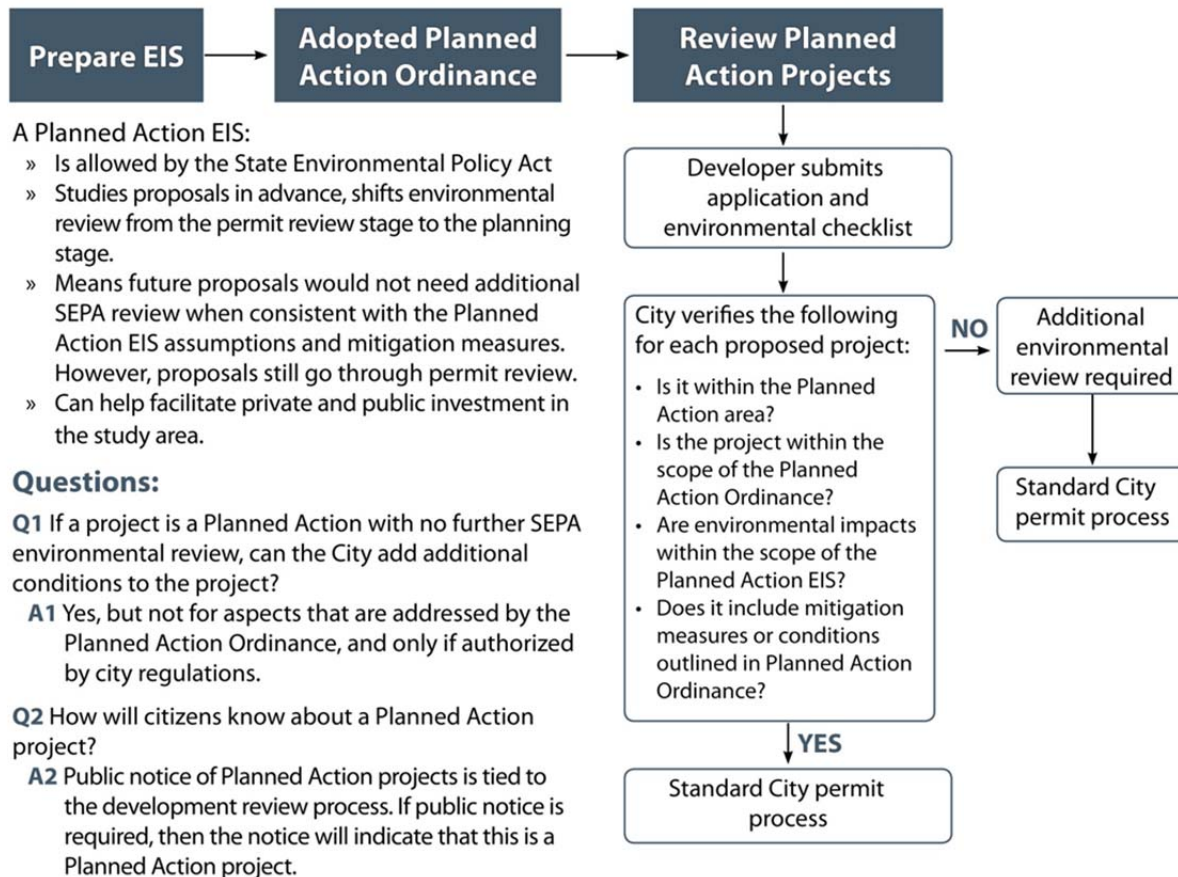 Prepare EIS
Adopted Planned
Action Ordinance
Review Planned
Action Projects
A Planned Action EIS:
» Is allowed by the State Environmental Policy Act
» Studies proposals in advance, shifts environmental
review from the permit review stage to the planning
stage.
» Means future proposals would not need additional
SEPA review when consistent with the Planned
Action EIS assumptions and mitigation measures.
However, proposals still go through permit review.
» Can help facilitate private and public investment in
the study area.
Questions:
Q1 If a project is a Planned Action with no further SEPA
environmental review, can the City add additional
conditions to the project?
A1 Yes, but not for aspects that are addressed by the
Planned Action Ordinance, and only if authorized
by city regulations.
Q2 How will citizens know about a Planned Action
project?
A2 Public notice of Planned Action projects is tied to
the development review process. If public notice is
required, then the notice will indicate that this is a
Planned Action project.
Developer submits
application and
environmental checklist
City verifies the following
for each proposed project:
• Is it within the Planned
Action area?
• Is the project within the
scope of the Planned
Action Ordinance?
• Are environmental impacts
within the scope of the
Planned Action EIS?
• Does it include mitigation
measures or conditions
outlined in Planned Action
Ordinance?
NO
Additional
environmental
review required
Standard City
permit process
YES
Standard City permit
process